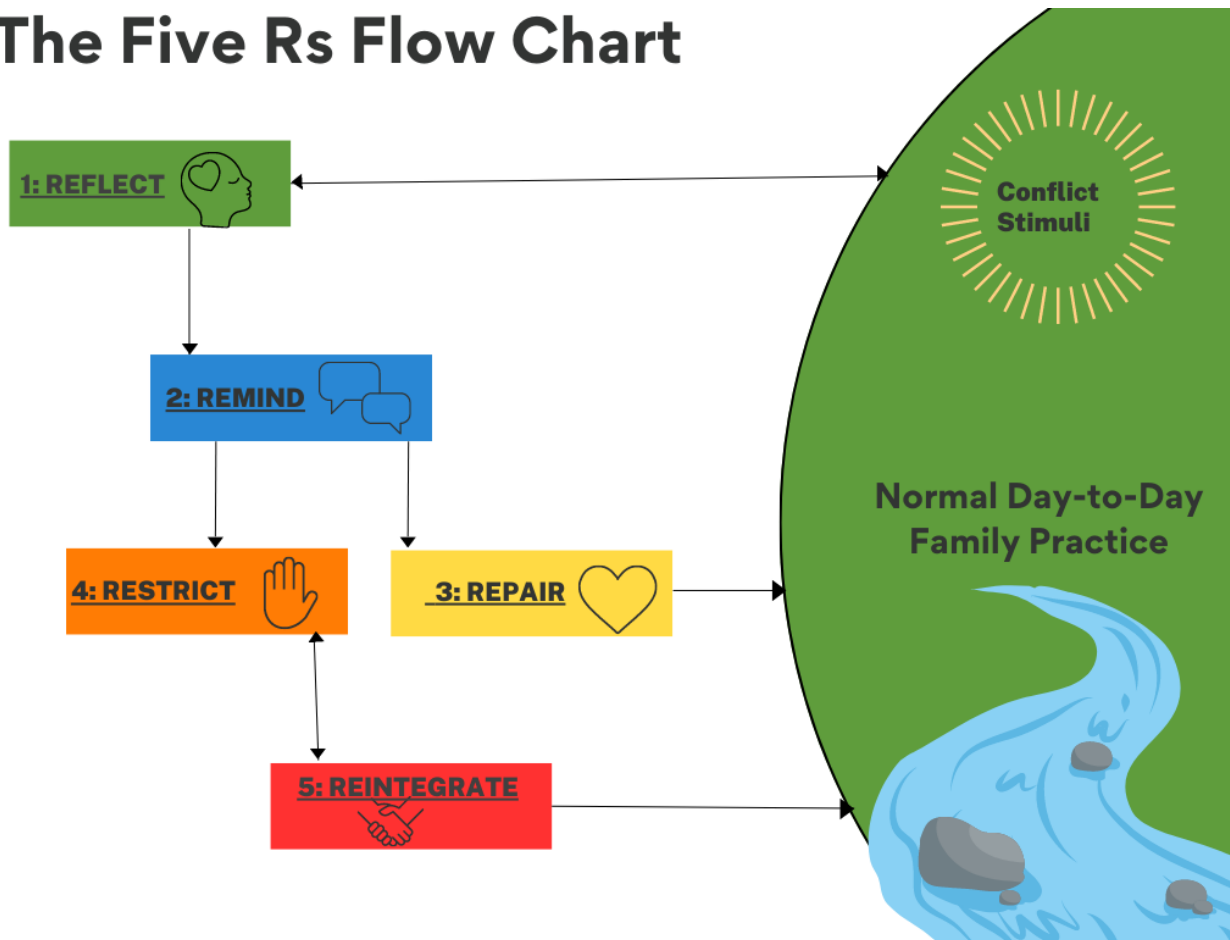 The Five Rs Flow Chart
1: REFLECT
Conflict
Stimuli
2: REMIND
Normal Day-to-Day
Family Practice
4: RESTRICT
3: REPAIR
5: REINTEGRATE